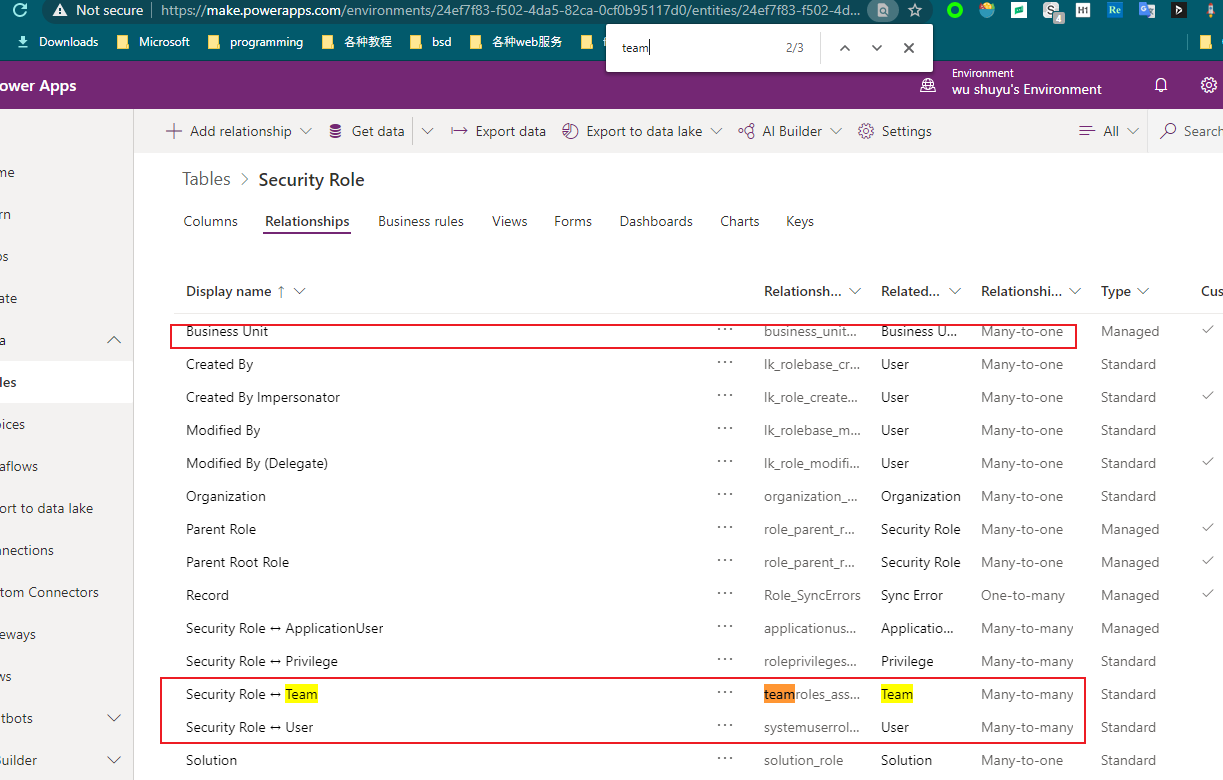 Not secure | https://make.powerapps.com/environments/24ef7f83-f502-4da5-82ca-0cf0b95117d0/entities/24ef7f83-f502-4d...
Downloads Microsoft programming 各种教程 bsd 各种web服务
team 2/3
ower Apps
Environment
wu shuyu's Environment
Add relationship Get data Export data Export to data lake AI Builder Settings All Search
Tables > Security Role
Columns Relationships Business rules Views Forms Dashboards Charts Keys
Display name ↑ Relationsh... Related... Relationshi... Type Cus
Business Unit ... business_unit... Business U... Many-to-one Managed
Created By ... lk_rolebase_cr... User Many-to-one Standard
Created By Impersonator ... lk_role_create... User Many-to-one Standard
Modified By ... lk_rolebase_m... User Many-to-one Standard
Modified By (Delegate) ... lk_role_modifi... User Many-to-one Standard
Organization ... organization_... Organization Many-to-one Standard
Parent Role ... role_parent_r... Security Role Many-to-one Managed
Parent Root Role ... role_parent_r... Security Role Many-to-one Managed
Record ... Role_SyncErrors Sync Error One-to-many Managed
Security Role ↔ ApplicationUser ... applicationus... Applicatio... Many-to-many Managed
Security Role ↔ Privilege ... roleprivileges... Privilege Many-to-many Standard
Security Role ↔ Team ... teamroles_ass... Team Many-to-many Standard
Security Role ↔ User ... systemuserrol... User Many-to-many Standard
Solution ... solution_role Solution Many-to-one Standard
me
rn
os
ate
a
les
oices
aflows
ort to data lake
nnections
tom Connectors
eways
ws
tbots
Builder